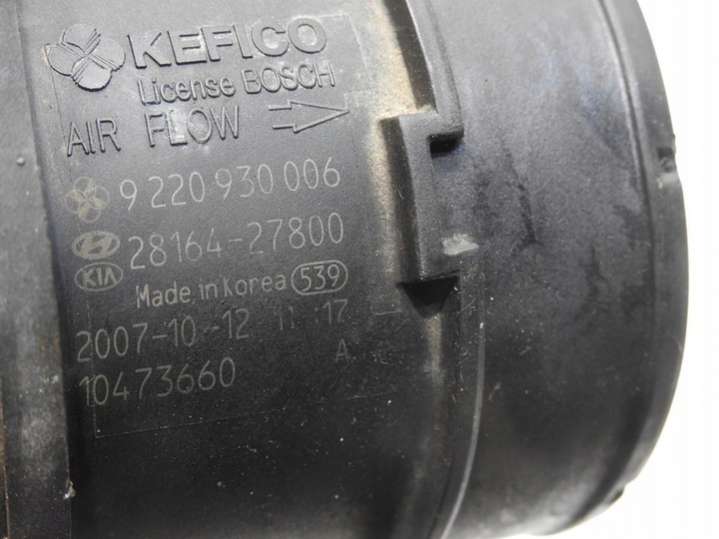 KEFICO
License BOSCH
AIR FLOW
9 220 930 006
28164-27800
KIA
Made in Korea 539
2007-10-12 11 17
10473660 A